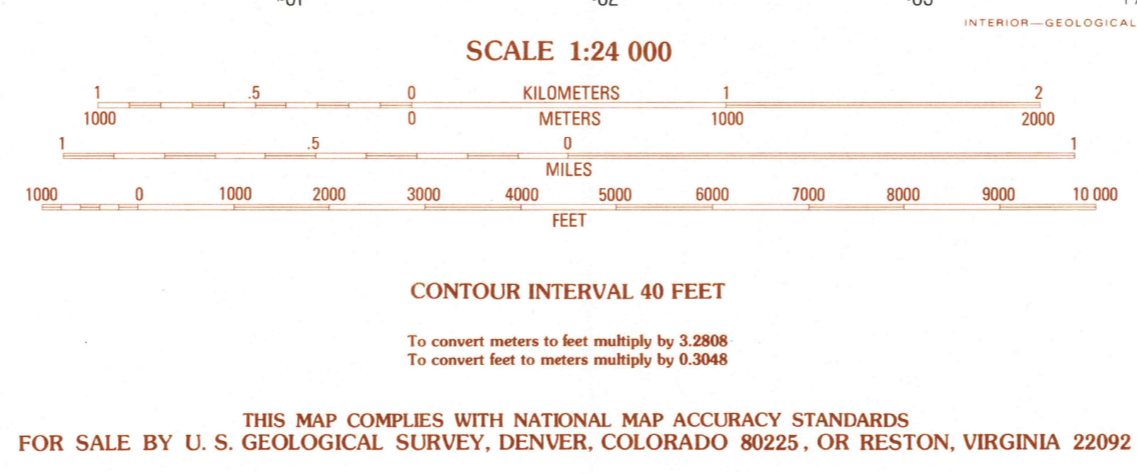 INTERIOR—GEOLOGICAL
SCALE 1:24 000
1 .5 0 KILOMETERS 1 2
1000 0 METERS 1000 2000
1 .5 0 1
MILES
1000 0 1000 2000 3000 4000 5000 6000 7000 8000 9000 10 000
FEET
CONTOUR INTERVAL 40 FEET
To convert meters to feet multiply by 3.2808
To convert feet to meters multiply by 0.3048
THIS MAP COMPLIES WITH NATIONAL MAP ACCURACY STANDARDS
FOR SALE BY U. S. GEOLOGICAL SURVEY, DENVER, COLORADO 80225, OR RESTON, VIRGINIA 22092